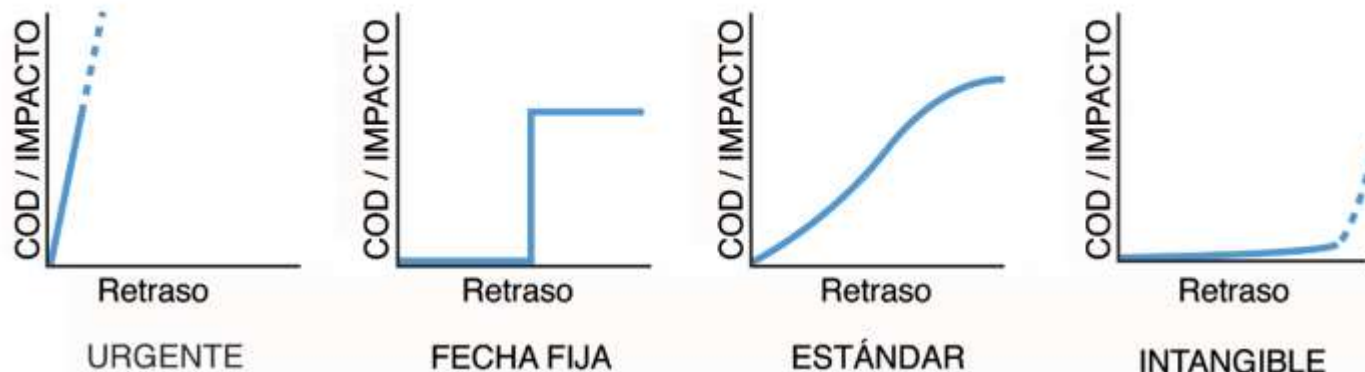 COD / IMPACTO
Retraso
URGENTE
COD / IMPACTO
Retraso
FECHA FIJA
COD / IMPACTO
Retraso
ESTÁNDAR
COD / IMPACTO
Retraso
INTANGIBLE